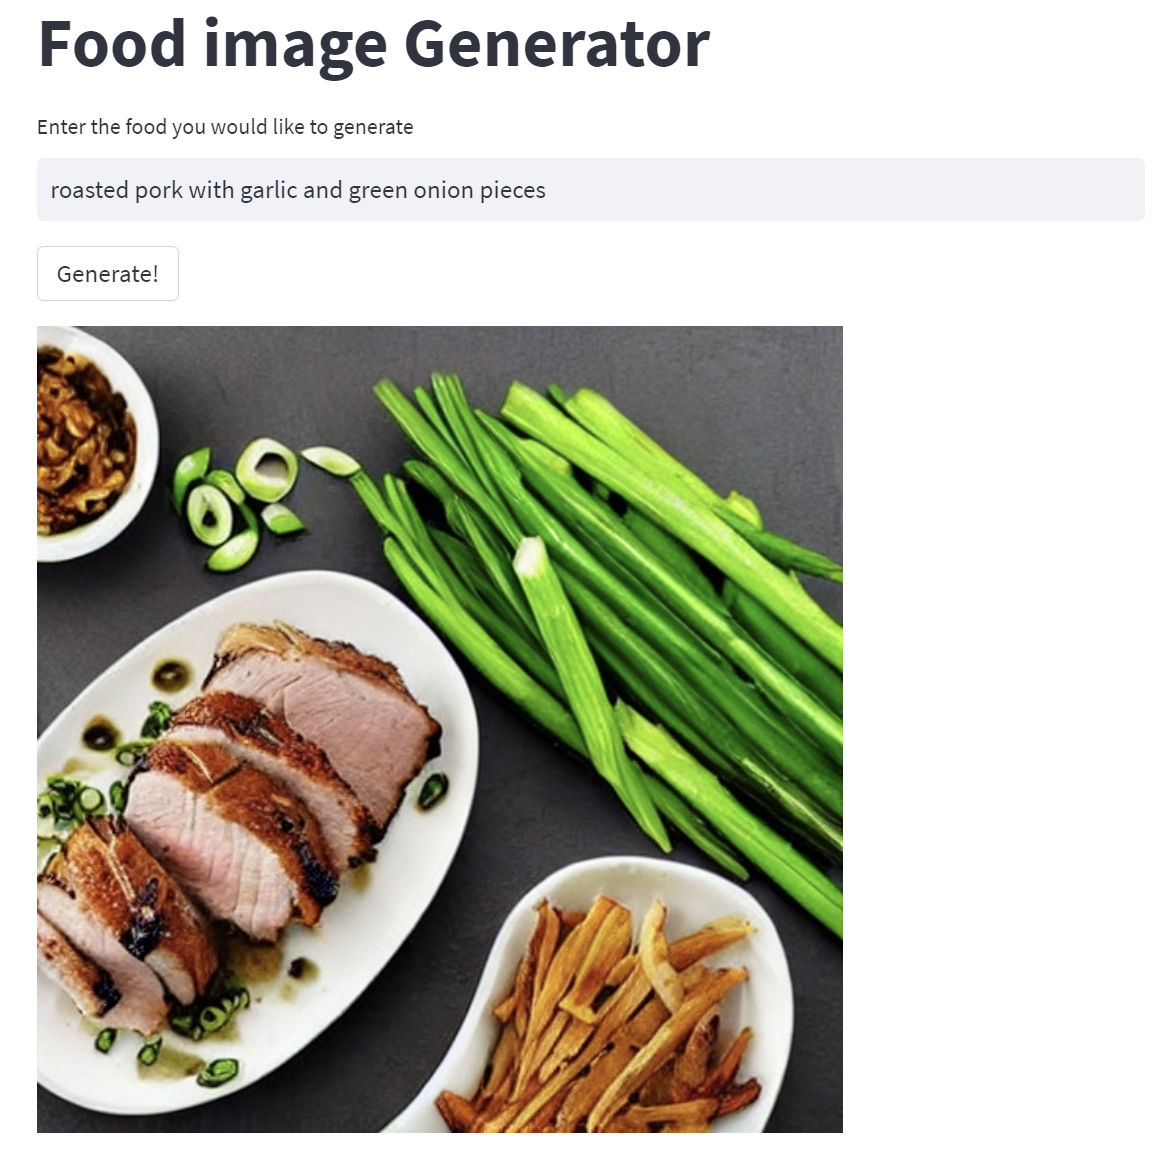 Food image Generator
Enter the food you would like to generate
roasted pork with garlic and green onion pieces
Generate!